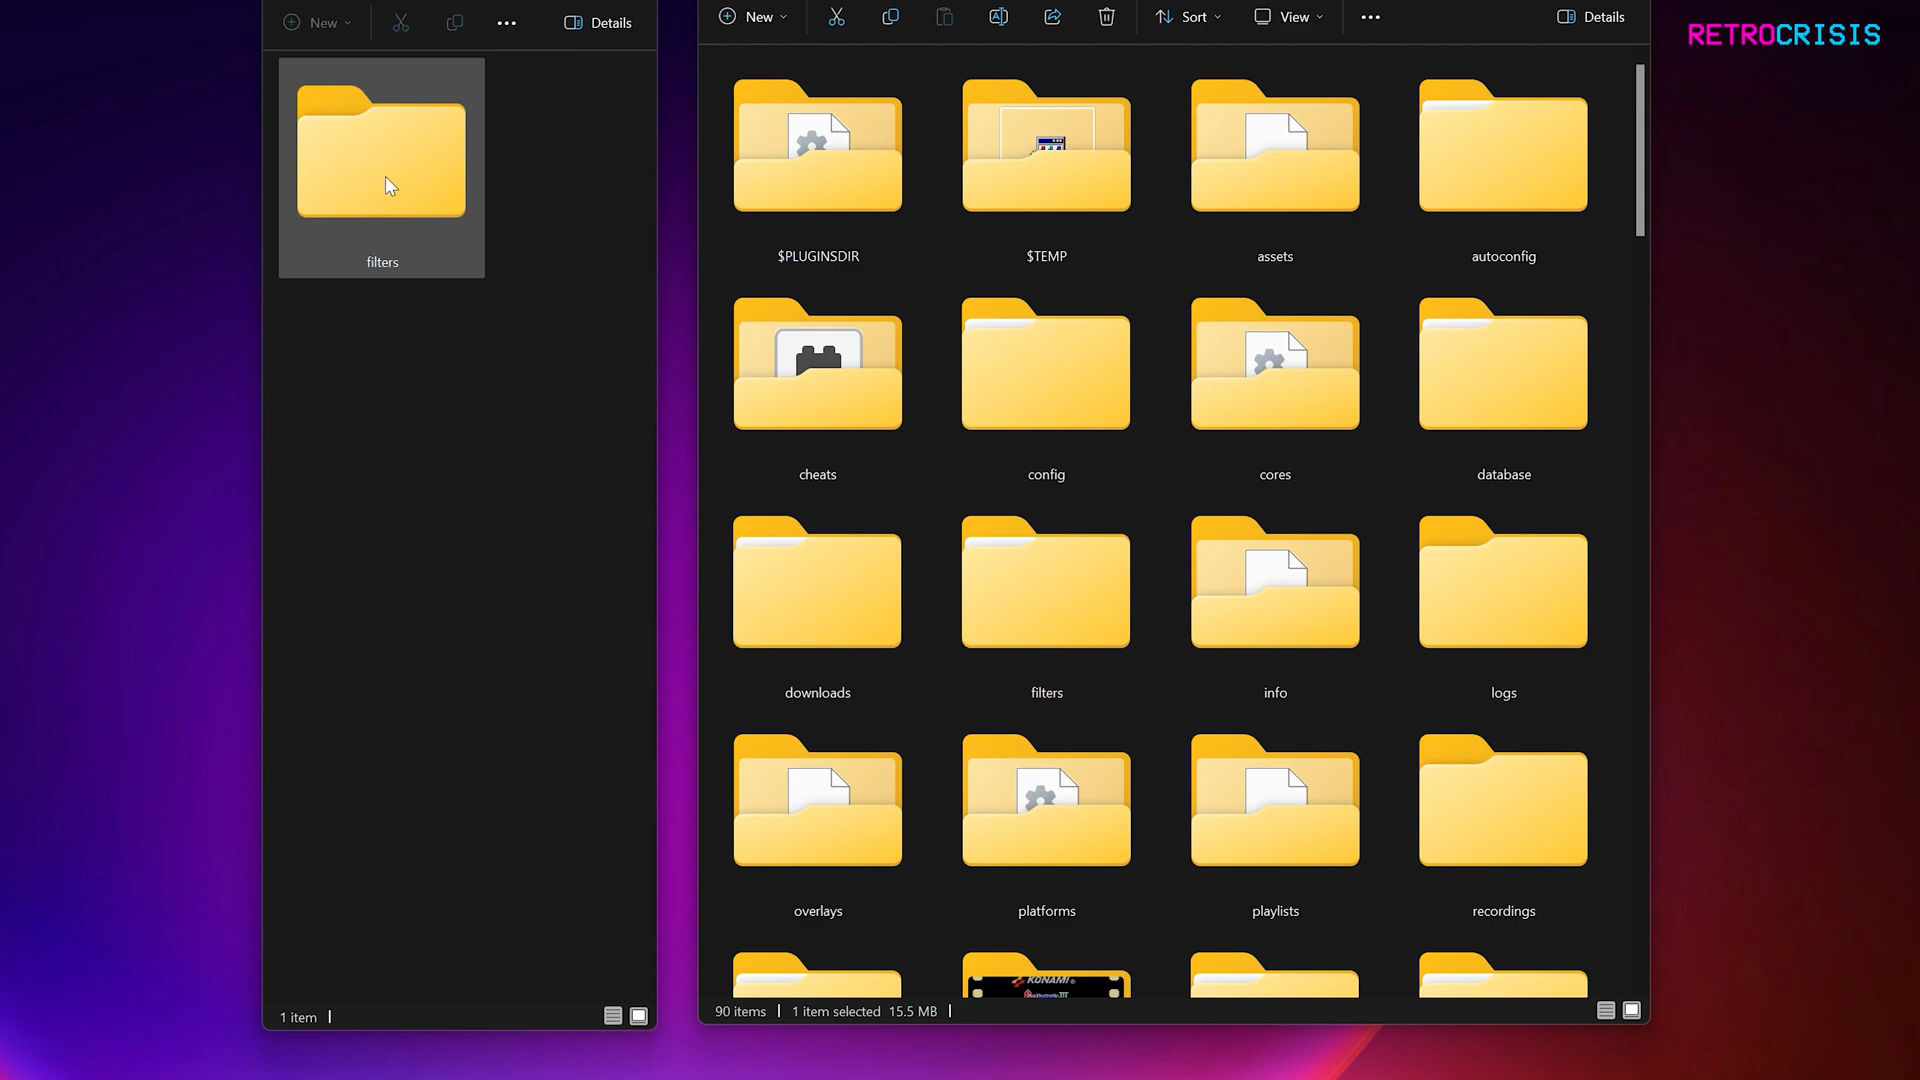 New
Details
filters
1 item
New
Sort
View
Details
$PLUGINSDIR
$TEMP
assets
autoconfig
cheats
config
cores
database
downloads
filters
info
logs
overlays
platforms
playlists
recordings
KONAMI
90 items
1 item selected 15.5 MB
RETROCRISIS